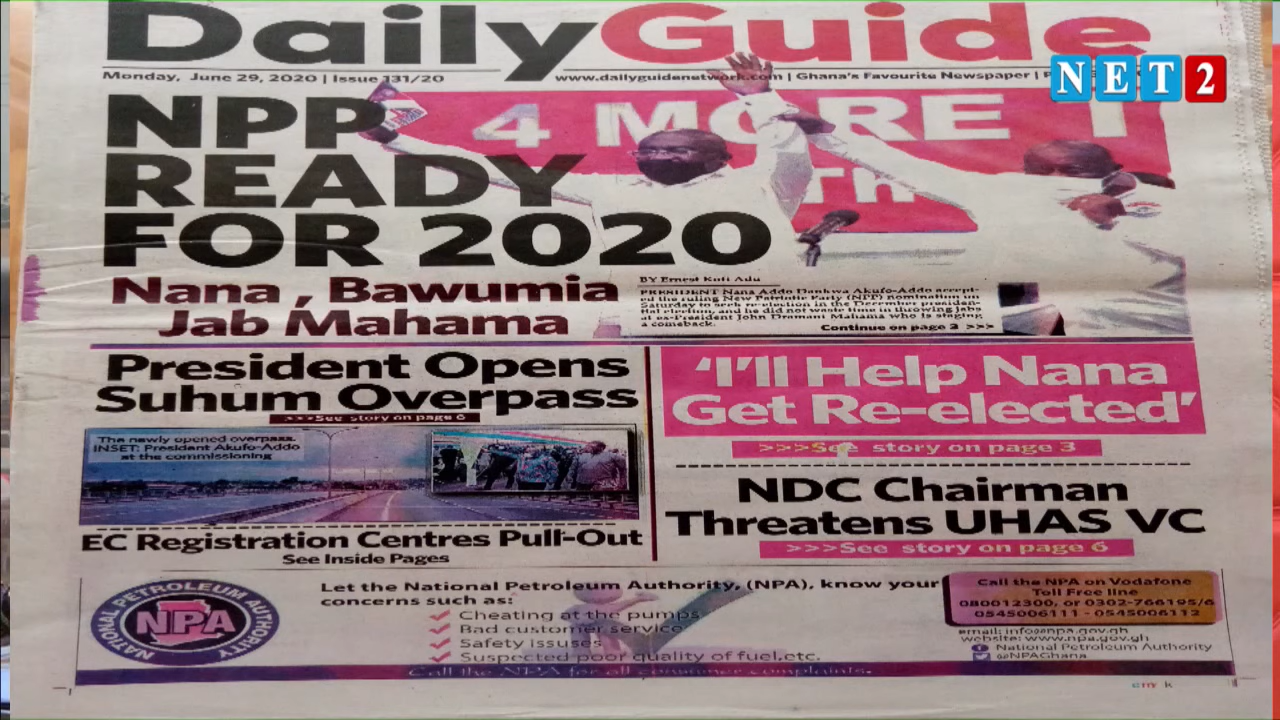 DailyGuide
Monday, June 29, 2020 | Issue 131/20
www.dailyguidenetwork.com | Ghana's Favourite Newspaper |
NET2
4 MORE
NPP
READY
FOR 2020
Nana , Bawumia
Jab Mahama
BY Ernest Kofi Adu
PRESIDENT Nana Addo Dankwa Akufo-Addo accept-
ed the ruling New Patriotic Party (NPP) nomination on
Saturday to seek re-election in the December presiden-
tial election, and he did not waste time in throwing jabs
at ex-President John Dramani Mahama who is staging
a comeback.
Continue on page 3 >>>
President Opens
Suhum Overpass
>>>See story on page 6
The newly opened overpass.
INSET: President Akufo-Addo
at the commissioning
EC Registration Centres Pull-Out
See Inside Pages
'I'll Help Nana
Get Re-elected'
>>>See story on page 3
NDC Chairman
Threatens UHAS VC
>>>See story on page 6
NATIONAL PETROLEUM AUTHORITY
NPA
Let the National Petroleum Authority, (NPA), know your
concerns such as:
Cheating at the pumps
Bad customer service
Safety issuses
Suspected poor quality of fuel,etc.
Call the NPA on Vodafone
Toll Free line
080012300, or 0302-766195/6
0545006111 - 0545006112
email: info@npa.gov.gh
website: www.npa.gov.gh
National Petroleum Authority
@NPAGhana
Call the NPA for all consumer complaints.